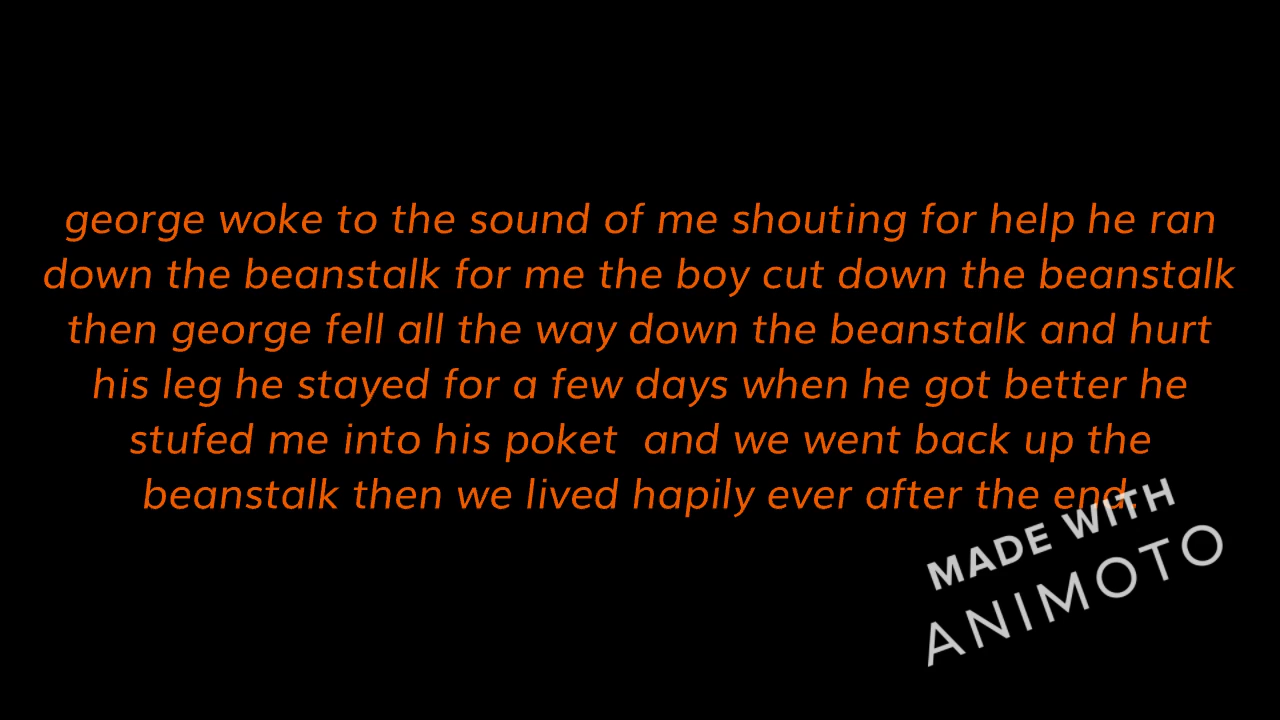 george woke to the sound of me shouting for help he ran
down the beanstalk for me the boy cut down the beanstalk
then george fell all the way down the beanstalk and hurt
his leg he stayed for a few days when he got better he
stufed me into his poket  and we went back up the
beanstalk then we lived hapily ever after the end.
MADE WITH
ANIMOTO